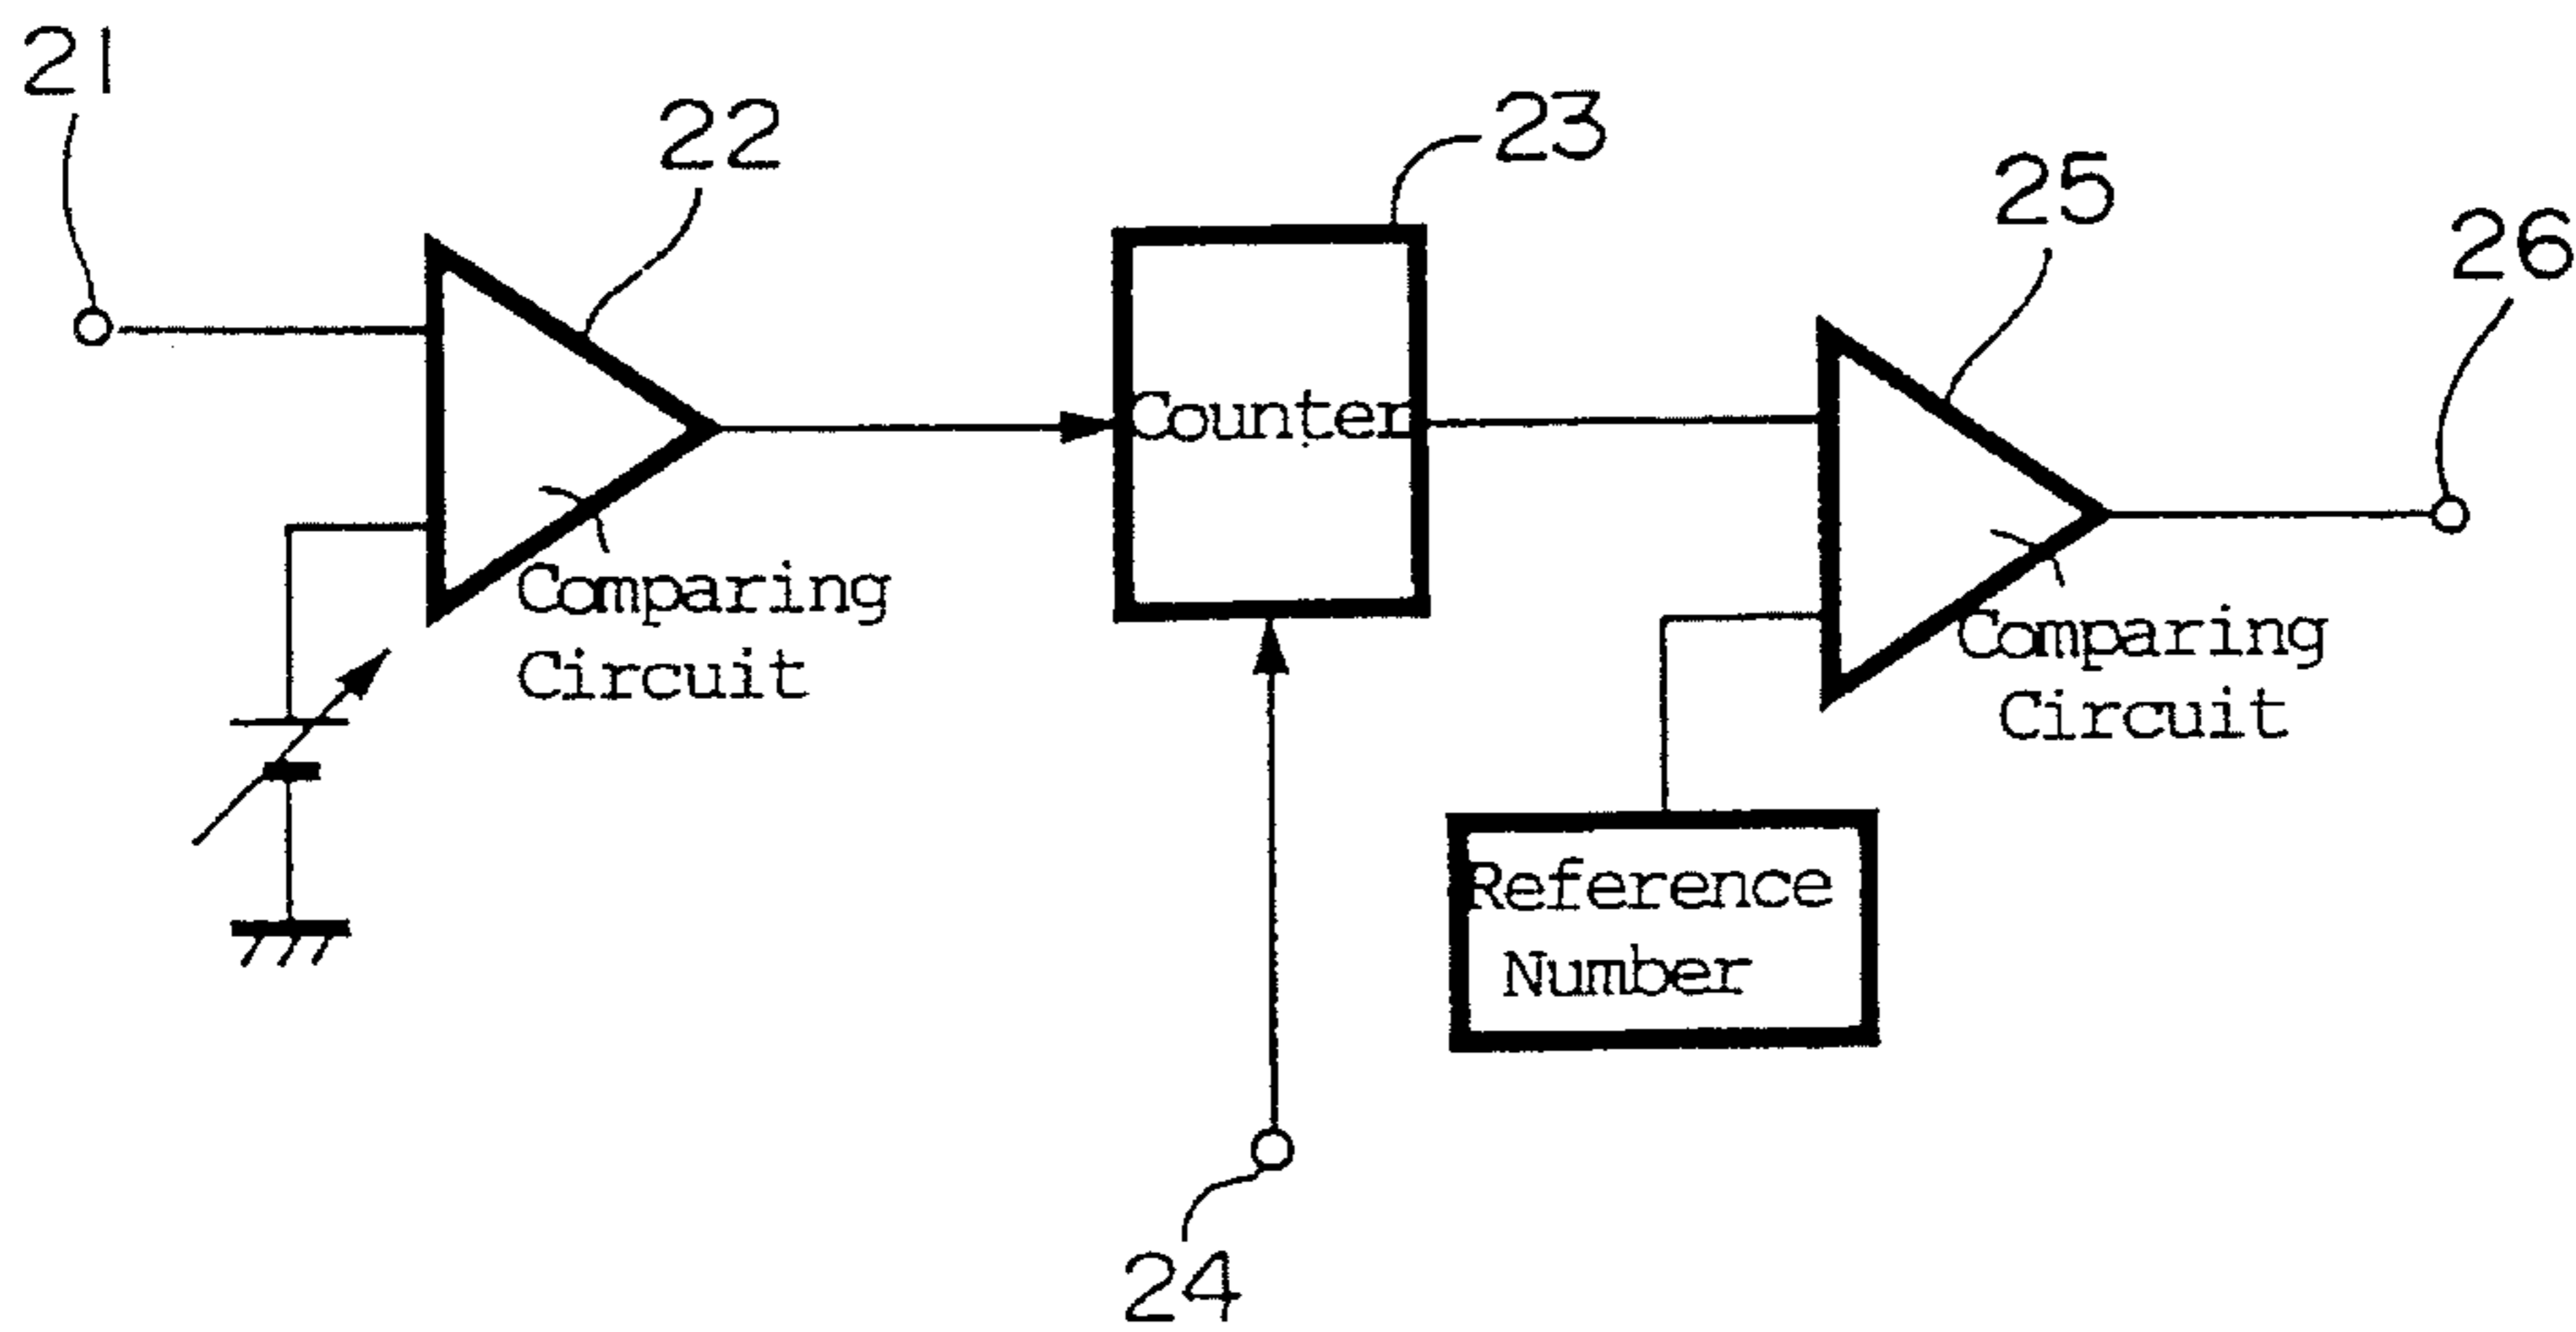 21
22
23
25
26
Counter
Comparing
Circuit
Comparing
Circuit
Reference
Number
24